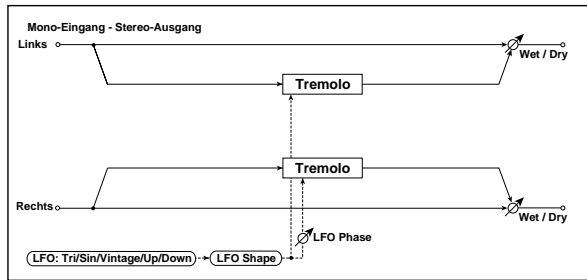 Mono-Eingang - Stereo-Ausgang
Links
Wet / Dry
Tremolo
Tremolo
Rechts
Wet / Dry
LFO Phase
LFO: Tri/Sin/Vintage/Up/Down
LFO Shape